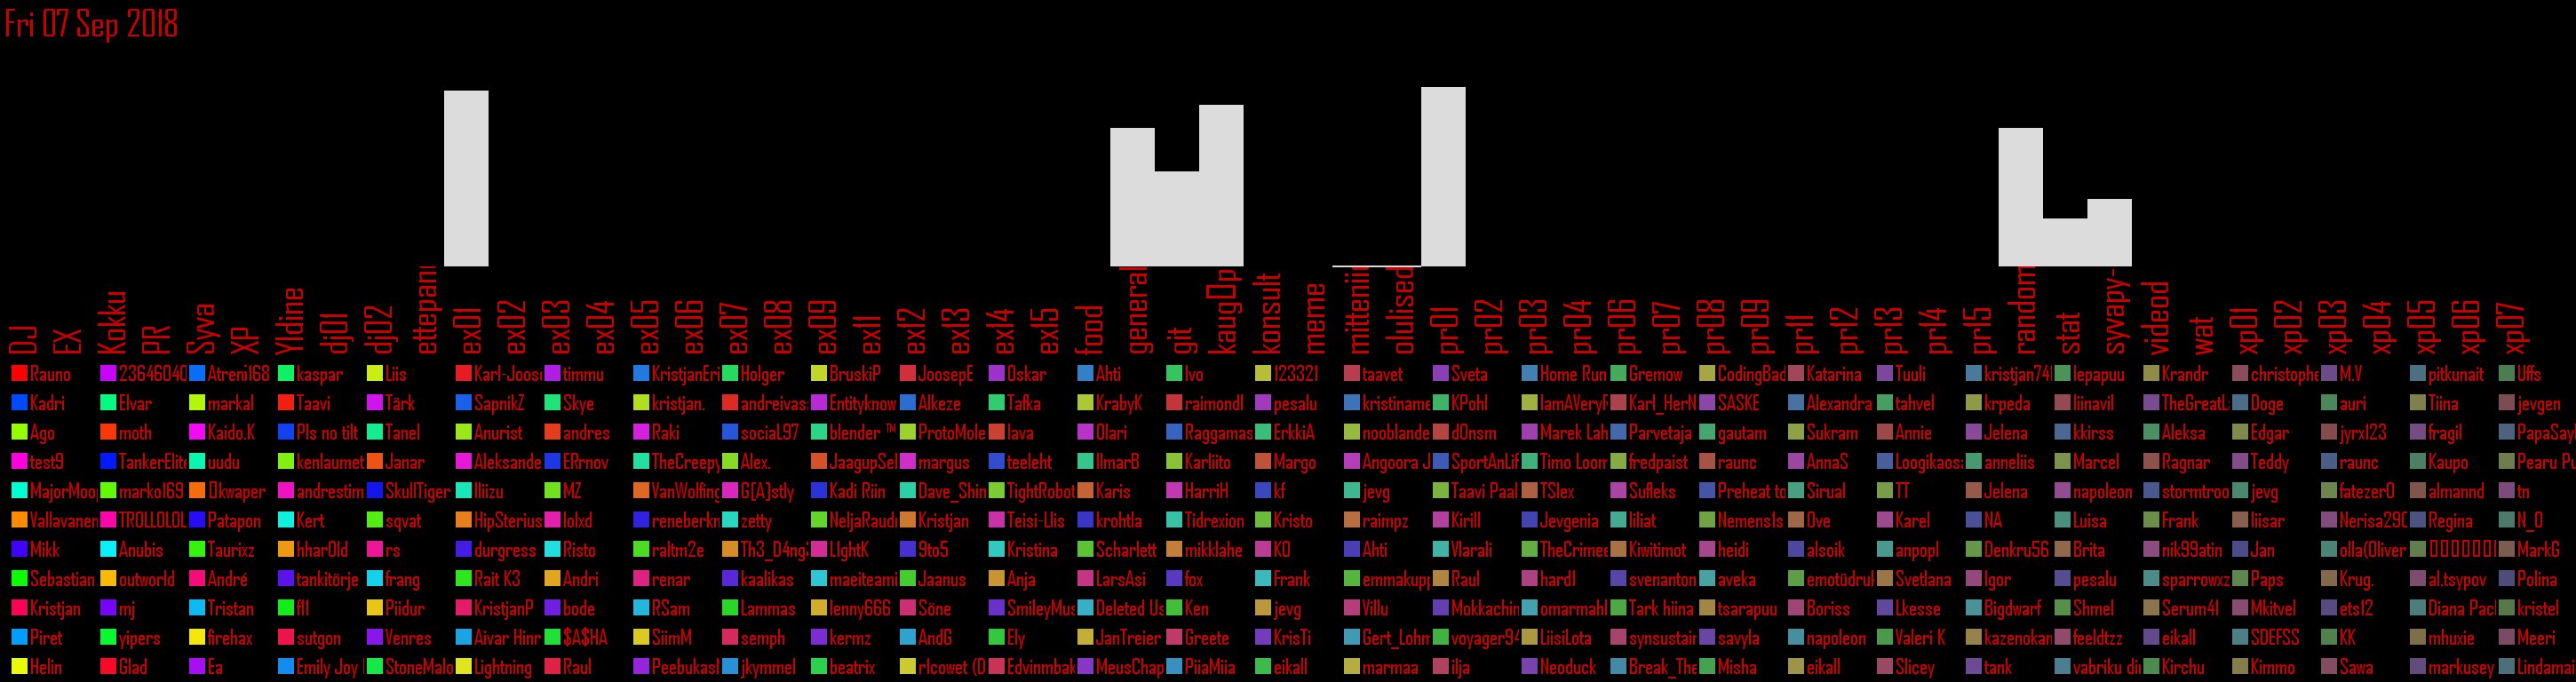 Fri 07 Sep 2018
DJ EX Kokku PR Syva XP Yldine dj01 dj02 ettepani ex01 ex02 ex03 ex04 ex05 ex06 ex07 ex08 ex09 ex11 ex12 ex13 ex14 ex15 food general git kaugOp konsult meme mitteniii olulised pr01 pr02 pr03 pr04 pr06 pr07 pr08 pr09 pr11 pr12 pr13 pr14 pr15 random stat syvapy- videod wat xp01 xp02 xp03 xp04 xp05 xp06 xp07
Rauno 23646040 Atreni168 kaspar Liis Karl-Joose timmu KristjanEri Holger BruskiP JoosepE Oskar Ahti Ivo 123321 taavet Sveta Home Run Gremow CodingBad Katarina Tuuli kristjan741 lepapuu Krandr christophe M.V pitkunait Uffs
Kadri Elvar markal Taavi Tärk SapnikZ Skye kristjan. andreivas Entityknow Alkeze Tafka KrabyK raimondl pesalu kristiname KPohl IamAVeryF Karl_HerN SASKE Alexandra tahvel krpeda liinavil TheGreatL Doge auri Tiina jevgen
Ago moth Kaido.K Pls no tilt Tanel Anurist andres Raki sociaL97 blender ™ ProtoMole lava Olari Raggamas ErkkiA nooblande d0nsm Marek Lah Parvetaja gautam Sukram Annie Jelena kkirss Aleksa Edgar jyrx123 fragil PapaSay
test9 TankerElite uudu kenlaumet Janar Aleksande ERrnov TheCreepy Alex. JaagupSel margus teeleht IlmarB Karliito Margo Angoora J SportAnLif Timo Loom fredpaist raunc AnnaS Loogikaos anneliis Marcel Ragnar Teddy raunc Kaupo Pearu Pu
MajorMoo marko169 kwaper andrestim SkullTiger Iliizu MZ VanWolfing G[A]stly Kadi Riin Dave_Shin TightRobot Karis HarriH kf jevg Taavi Paal TSlex Sufleks Preheat to Sirual TT Jelena napoleon stormtroo jevg fatezer0 almannd tn
Vallavanem TROLLOLOL Patapon Kert sqvat HipSterius lolxd reneberkn zetty NeljaRaudi Kristjan Teisi-Liis krohtla Tidrexion Kristo raimpz Kirill Jevgenia liliat Nemensis Ove Karel NA Luisa Frank liisar Nerisa290 Regina N_O
Mikk Anubis Taurixz hhar0ld rs durgress Risto raltm2e Th3_D4ng LightK 9to5 Kristina Scharlett mikklahe KO Ahti Vlarali TheCrimee Kiwitimot heidi alsoik anpopl Denkru56 Brita nik99atin Jan olla(Oliver MarkG
Sebastian outworld André tankitörje frang Rait K3 Andri renar kaalikas maeiteami Jaanus Anja LarsAsi fox Frank emmakupp Raul hard1 svenanton aveka emotüdruk Svetlana Igor pesalu sparrowxz Paps Krug. al.tsypov Polina
Kristjan mj Tristan f11 Piidur KristjanP bode RSam Lammas lenny666 Söne SmileyMus Deleted Us Ken jevg Villu Mokkachin omarmahl Tark hiina tsarapuu Boriss Lkesse Bigdwarf Shmel Serum41 Mkitvel ets12 Diana Pac kristel
Piret yipers firehax sutgon Venres Aivar Hinr $A$HA SiimM semph kermz AndG Ely JanTreier Greete KrisTi Gert_Lohm voyager94 LiisiLota synsustair savyla napoleon Valeri K kazenokan feeldtzz eikall SDEFSS KK mhuxie Meeri
Helin Glad Ea Emily Joy StoneMalo Lightning Raul Peebukasi jkymmel beatrix r1cowet (D Edvinmbak MeusChap PiiaMiia eikall marmaa ilja Neoduck Break_The Misha eikall Slicey tank vabriku di Kirchu Kimmo Sawa markusey Lindamai